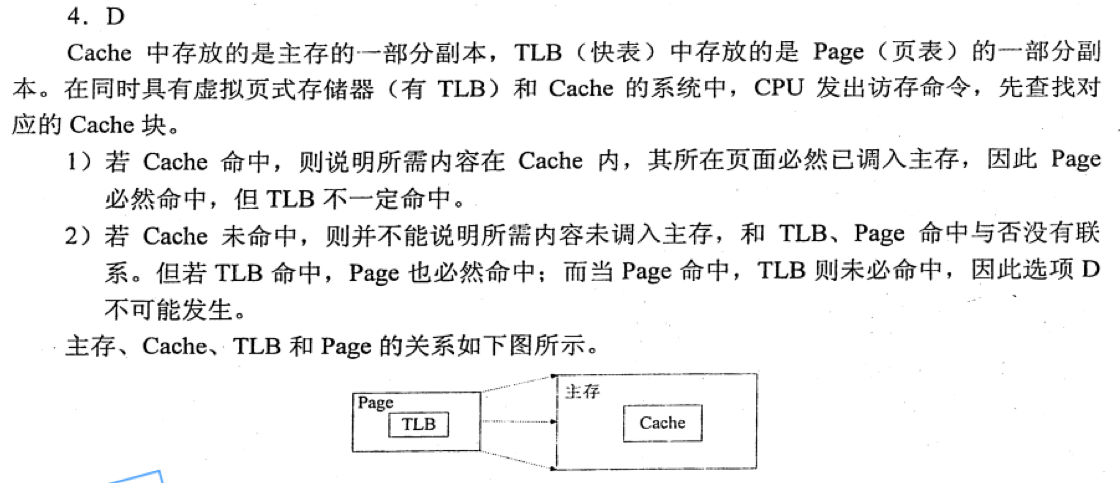 4．D
Cache 中存放的是主存的一部分副本，TLB（快表）中存放的是 Page（页表）的一部分副
本。在同时具有虚拟页式存储器（有 TLB）和 Cache 的系统中，CPU 发出访存命令，先查找对
应的 Cache 块。
1）若 Cache 命中，则说明所需内容在 Cache 内，其所在页面必然已调入主存，因此 Page
必然命中，但 TLB 不一定命中。
2）若 Cache 未命中，则并不能说明所需内容未调入主存，和 TLB、Page 命中与否没有联
系。但若 TLB 命中，Page 也必然命中；而当 Page 命中，TLB 则未必命中，因此选项 D
不可能发生。
主存、Cache、TLB 和 Page 的关系如下图所示。
Page
TLB
主存
Cache